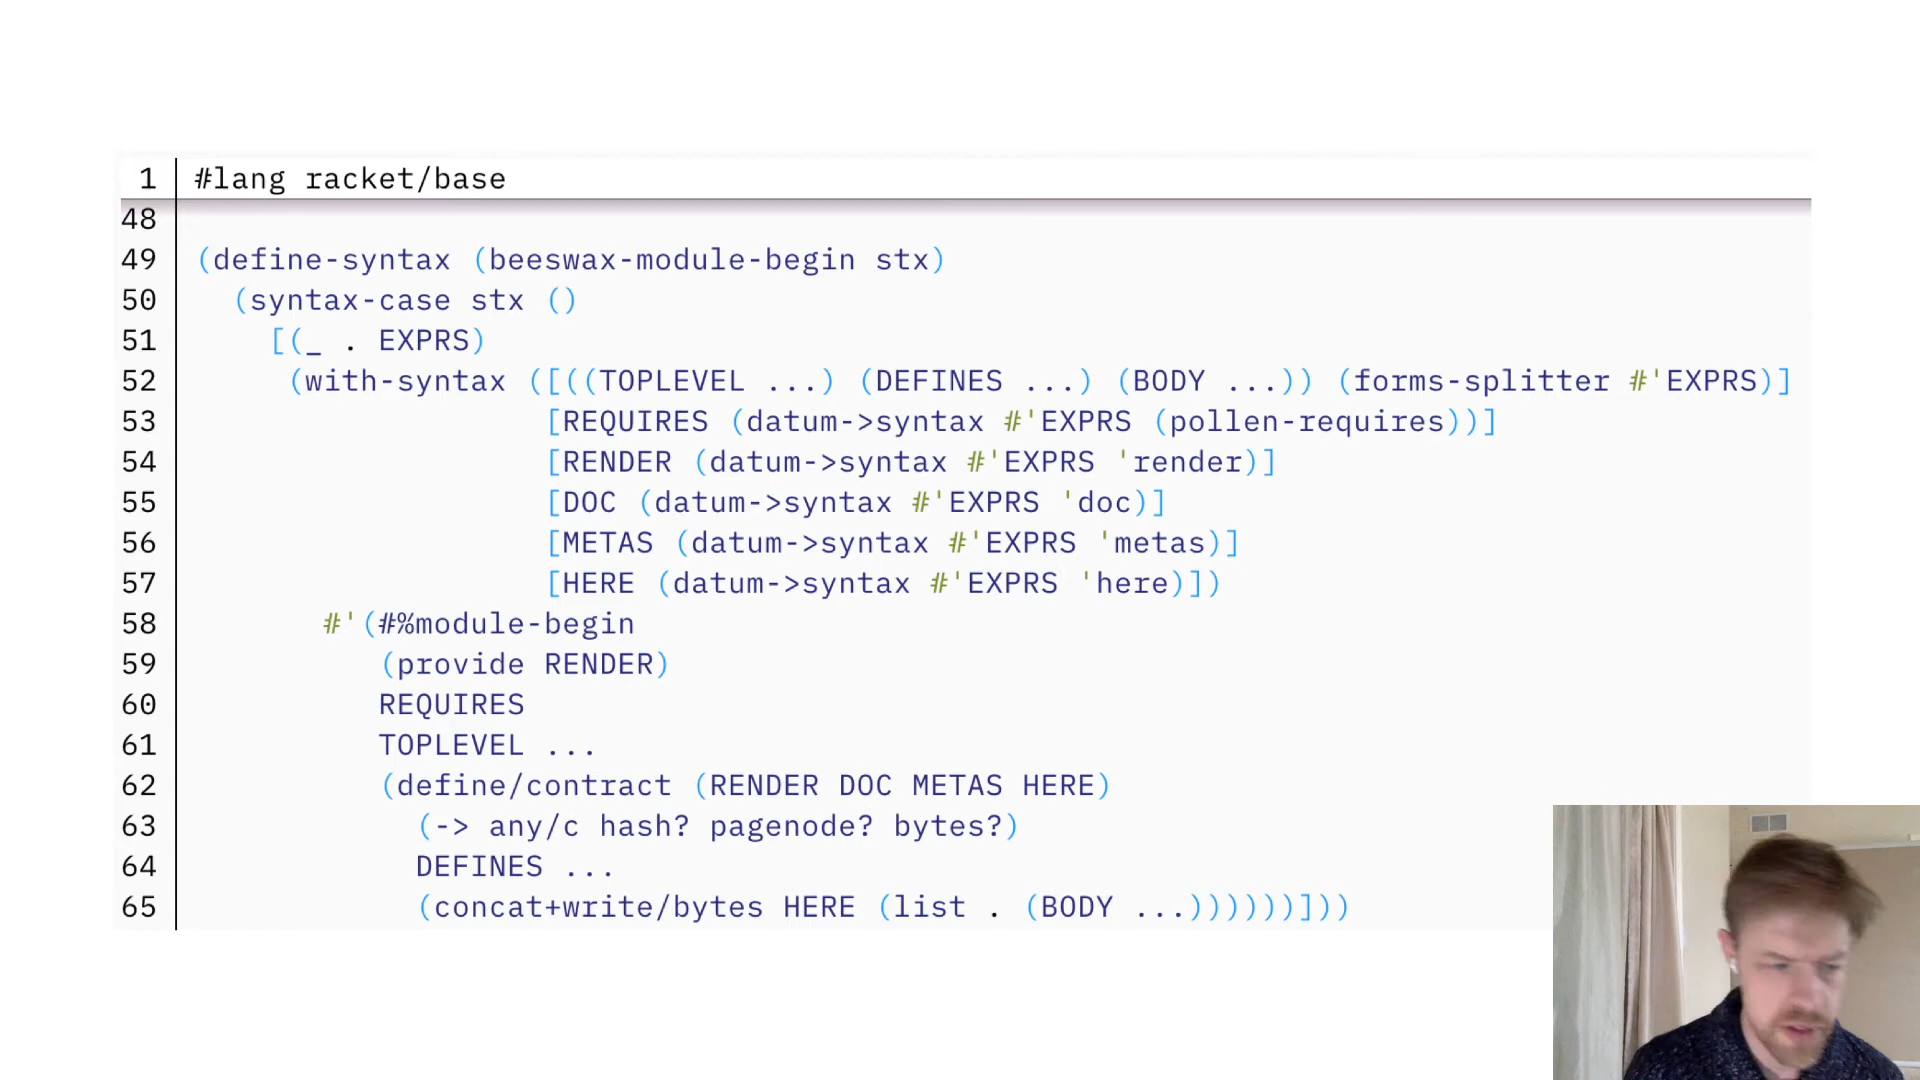 1 #lang racket/base
48
49 (define-syntax (beeswax-module-begin stx)
50   (syntax-case stx ()
51     [(_ . EXPRS)
52      (with-syntax ([((TOPLEVEL ...) (DEFINES ...) (BODY ...)) (forms-splitter #'EXPRS)]
53                    [REQUIRES (datum->syntax #'EXPRS (pollen-requires))]
54                    [RENDER (datum->syntax #'EXPRS 'render)]
55                    [DOC (datum->syntax #'EXPRS 'doc)]
56                    [METAS (datum->syntax #'EXPRS 'metas)]
57                    [HERE (datum->syntax #'EXPRS 'here)])
58        #'(#%module-begin
59           (provide RENDER)
60           REQUIRES
61           TOPLEVEL ...
62           (define/contract (RENDER DOC METAS HERE)
63             (-> any/c hash? pagenode? bytes?)
64             DEFINES ...
65             (concat+write/bytes HERE (list . (BODY ...))))))]))